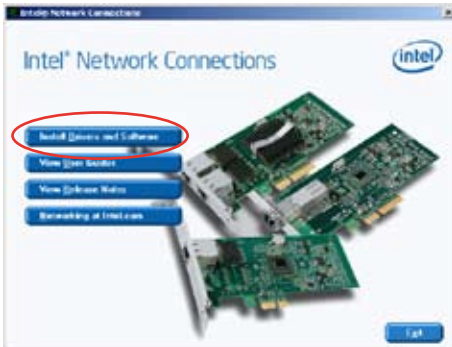 Intel® Network Connections
Intel® Network Connections
intel
Install Drivers and Software
View User Guides
View Release Notes
Networking at Intel.com
Exit